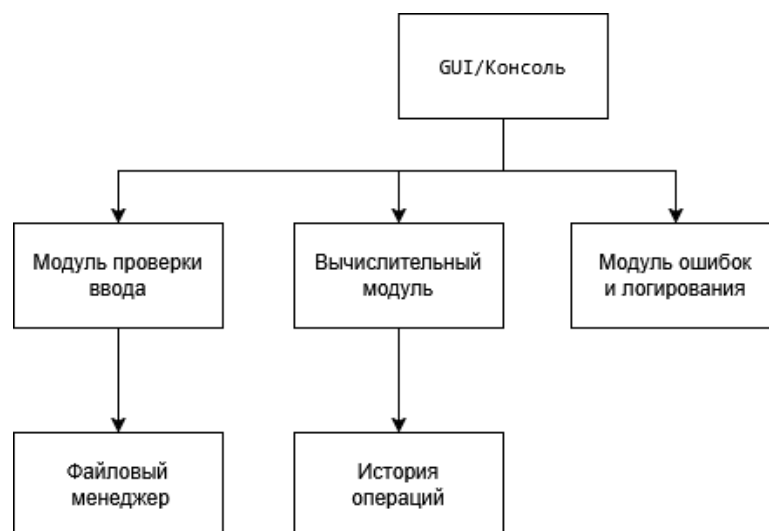 GUI/Консоль
Модуль проверки
ввода
Вычислительный
модуль
Модуль ошибок
и логирования
Файловый
менеджер
История
операций